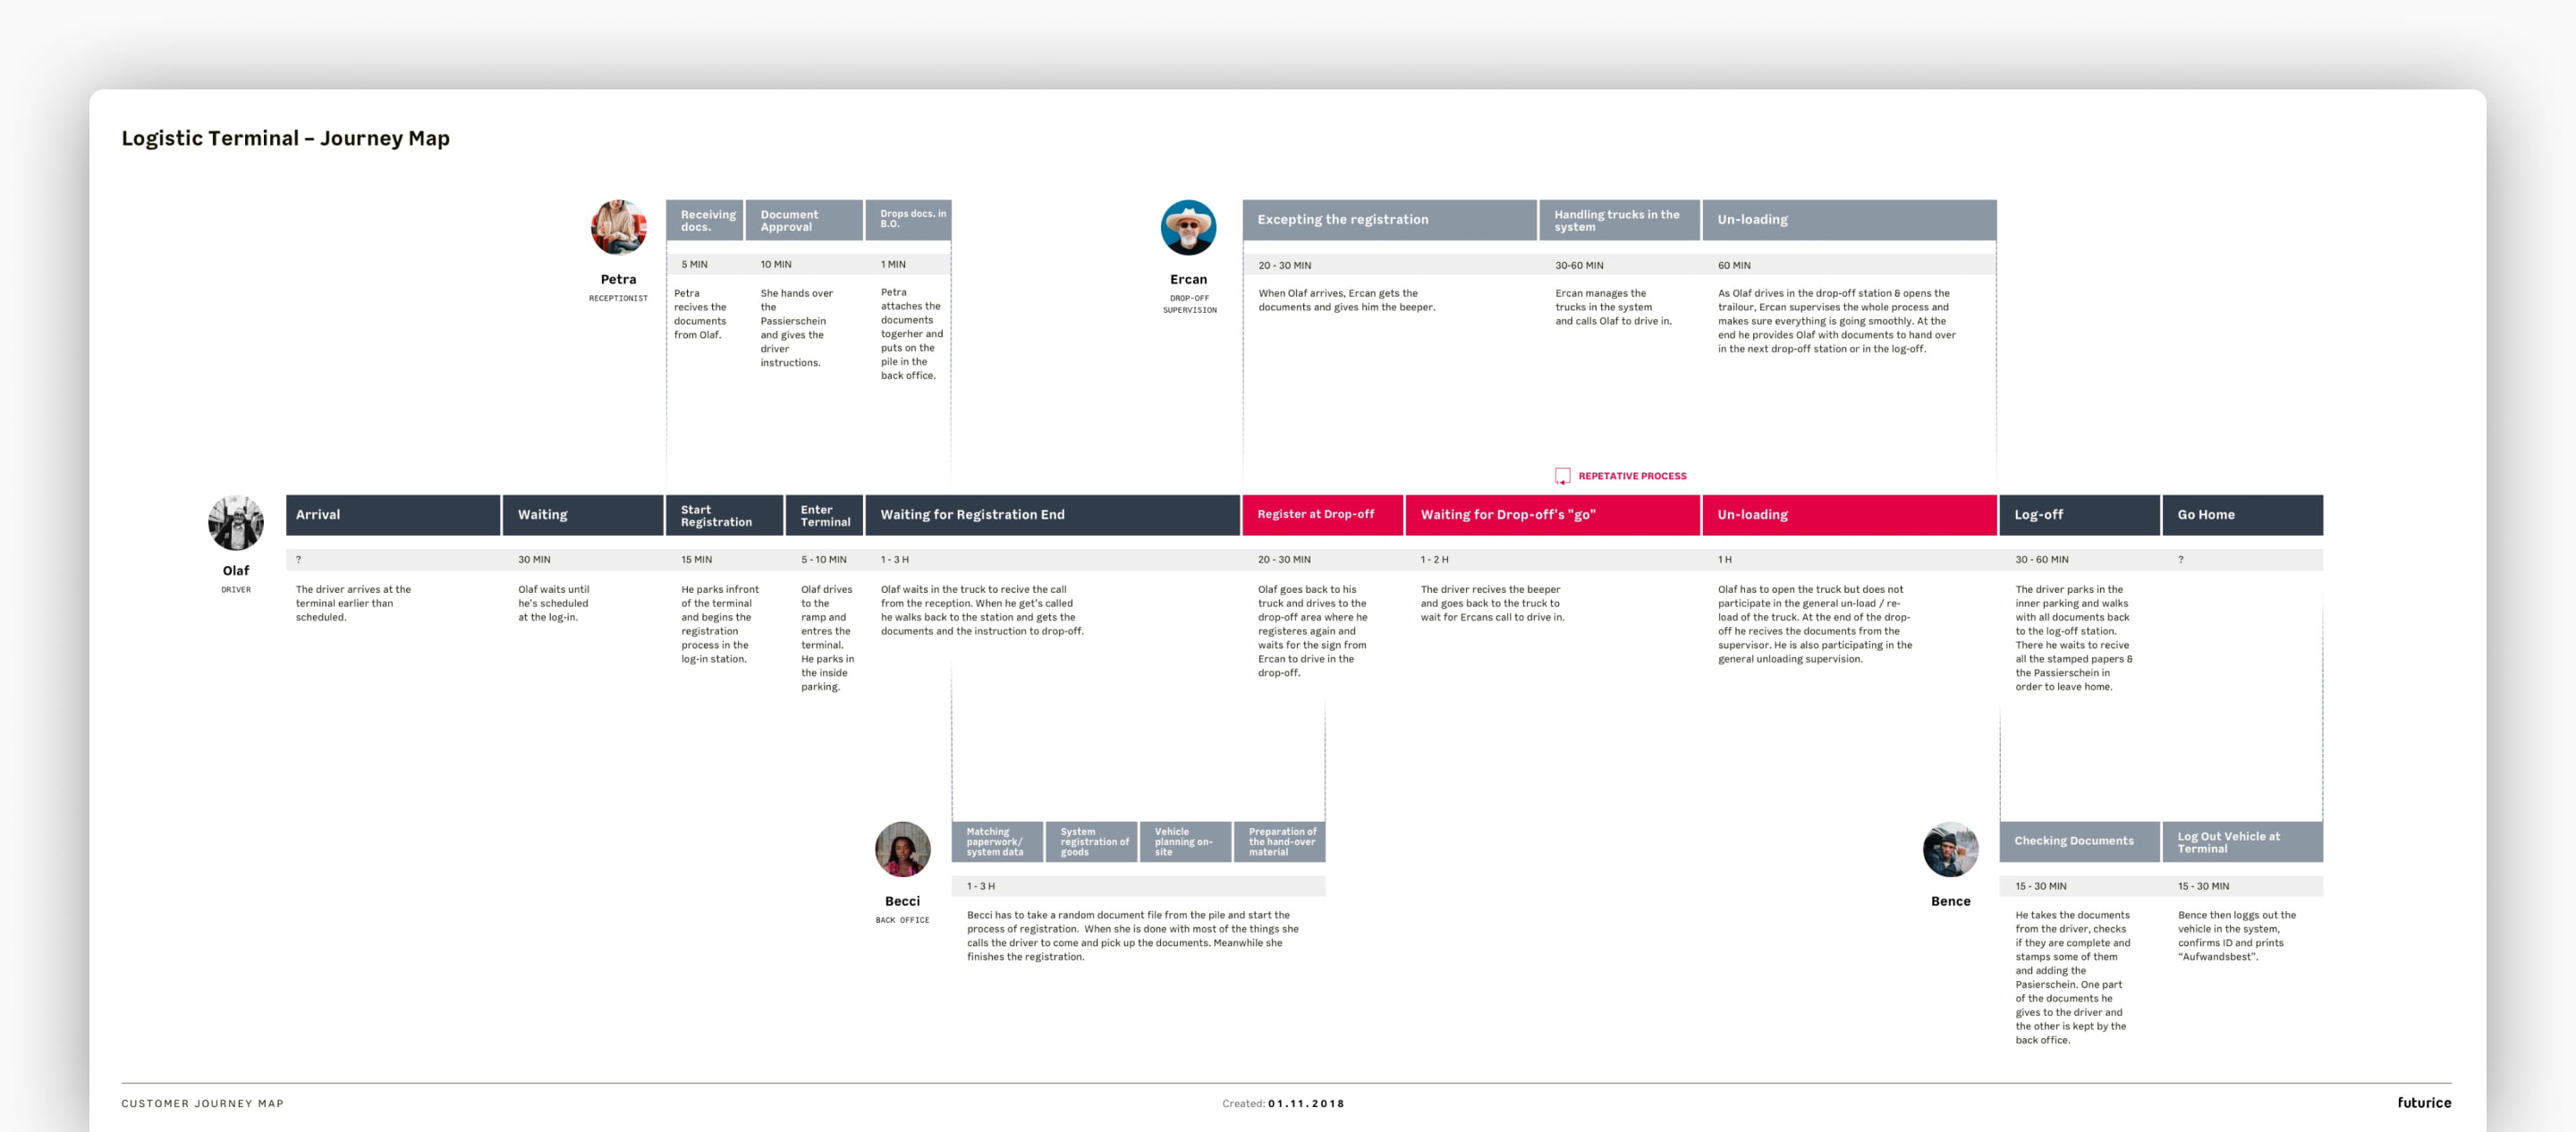 Logistic Terminal – Journey Map
Petra
RECEPTIONIST
Receiving
docs.
5 MIN
Petra
recives the
documents
from Olaf.
Document
Approval
10 MIN
She hands over
the
Passierschein
and gives the
driver
instructions.
Drops docs. in
B.O.
1 MIN
Petra
attaches the
documents
togerher and
puts on the
pile in the
back office.
Ercan
DROP-OFF
SUPERVISION
Excepting the registration
20 - 30 MIN
When Olaf arrives, Ercan gets the
documents and gives him the beeper.
Handling trucks in the
system
30-60 MIN
Ercan manages the
trucks in the system
and calls Olaf to drive in.
Un-loading
60 MIN
As Olaf drives in the drop-off station & opens the
trailour, Ercan supervises the whole process and
makes sure everything is going smoothly. At the
end he provides Olaf with documents to hand over
in the next drop-off station or in the log-off.
REPETATIVE PROCESS
Olaf
DRIVER
Arrival
?
The driver arrives at the
terminal earlier than
scheduled.
Waiting
30 MIN
Olaf waits until
he's scheduled
at the log-in.
Start
Registration
15 MIN
He parks infront
of the terminal
and begins the
registration
process in the
log-in station.
Enter
Terminal
5 - 10 MIN
Olaf drives
to the
ramp and
entres the
terminal.
He parks in
the inside
parking.
Waiting for Registration End
1 - 3 H
Olaf waits in the truck to recive the call
from the reception. When he get's called
he walks back to the station and gets the
documents and the instruction to drop-off.
Register at Drop-off
20 - 30 MIN
Olaf goes back to his
truck and drives to the
drop-off area where he
registeres again and
waits for the sign from
Ercan to drive in the
drop-off.
Waiting for Drop-off's "go"
1 - 2 H
The driver recives the beeper
and goes back to the truck to
wait for Ercans call to drive in.
Un-loading
1 H
Olaf has to open the truck but does not
participate in the general un-load / re-
load of the truck. At the end of the drop-
off he recives the documents from the
supervisor. He is also participating in the
general unloading supervision.
Log-off
30 - 60 MIN
The driver parks in the
inner parking and walks
with all documents back
to the log-off station.
There he waits to recive
all the stamped papers &
the Passierschein in
order to leave home.
Go Home
?
Becci
BACK OFFICE
Matching
paperwork/
system data
System
registration of
goods
Vehicle
planning on-
site
Preparation of
the hand-over
material
1 - 3 H
Becci has to take a random document file from the pile and start the
process of registration. When she is done with most of the things she
calls the driver to come and pick up the documents. Meanwhile she
finishes the registration.
Bence
Checking Documents
15 - 30 MIN
He takes the documents
from the driver, checks
if they are complete and
stamps some of them
and adding the
Pasierschein. One part
of the documents he
gives to the driver and
the other is kept by the
back office.
Log Out Vehicle at
Terminal
15 - 30 MIN
Bence then loggs out the
vehicle in the system,
confirms ID and prints
“Aufwandsbest”.
CUSTOMER JOURNEY MAP
Created: 01.11.2018
futurice